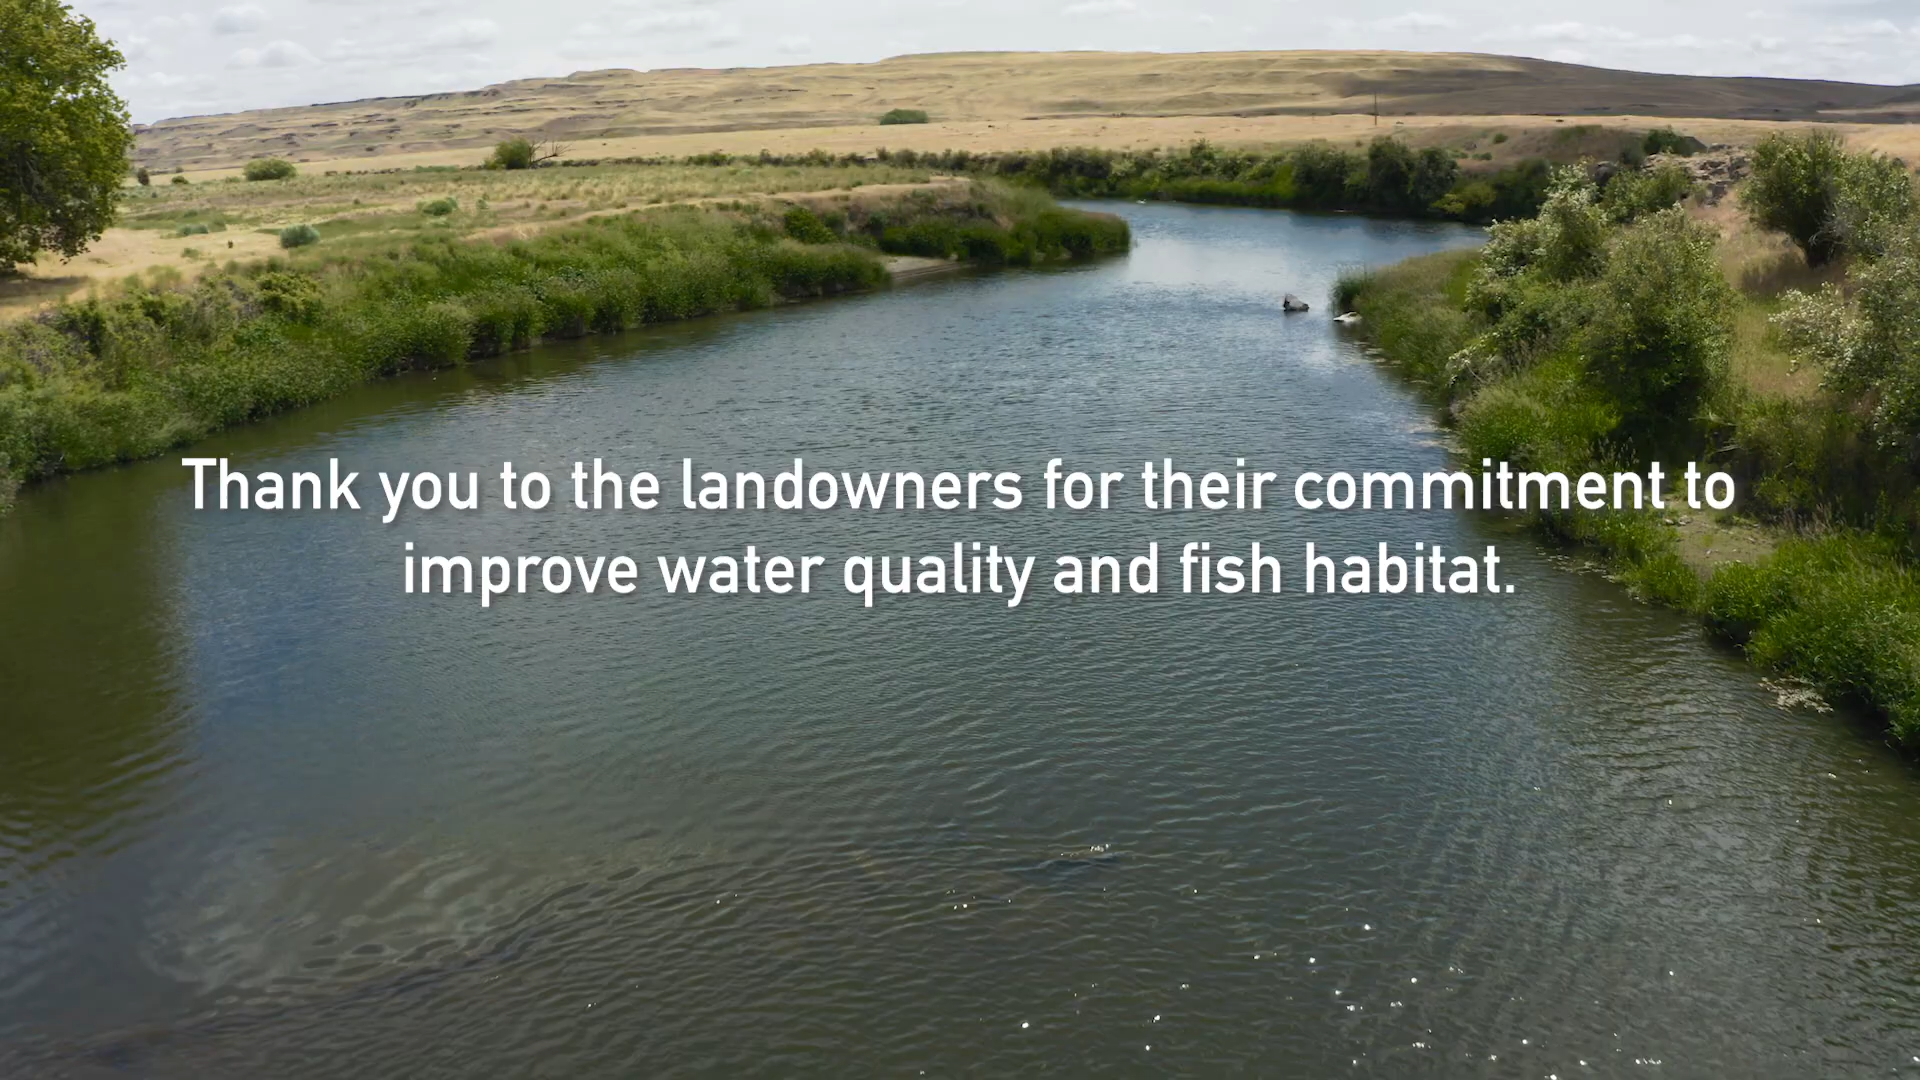 Thank you to the landowners for their commitment to
improve water quality and fish habitat.